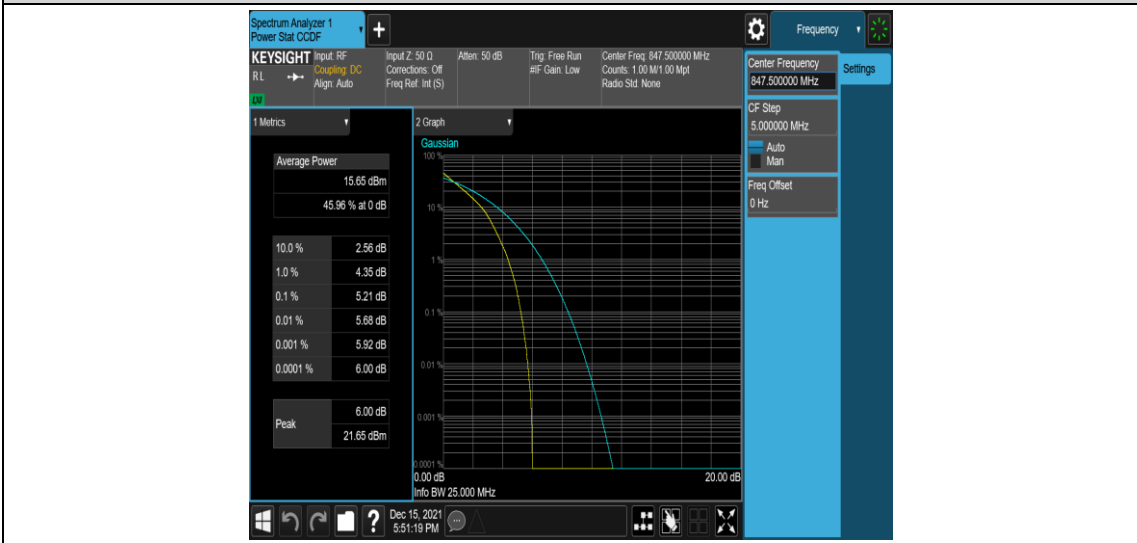 Spectrum Analyzer 1
Power Stat CCDF
+
Frequency
KEYSIGHT
Input: RF
Coupling: DC
Align: Auto
RL
LXI
Input Z: 50 Ω
Corrections: Off
Freq Ref: Int (S)
Atten: 50 dB
Trig: Free Run
#IF Gain: Low
Center Freq: 847.500000 MHz
Counts: 1.00 M/1.00 Mpt
Radio Std: None
Center Frequency
847.500000 MHz
Settings
CF Step
5.000000 MHz
Auto
Man
Freq Offset
0 Hz
1 Metrics
Average Power
15.65 dBm
45.96 % at 0 dB
10.0 % 2.56 dB
1.0 % 4.35 dB
0.1 % 5.21 dB
0.01 % 5.68 dB
0.001 % 5.92 dB
0.0001 % 6.00 dB
Peak
6.00 dB
21.65 dBm
2 Graph
Gaussian
100 %
10 %
1 %
0.1 %
0.01 %
0.001 %
0.0001 %
0.00 dB 20.00 dB
Info BW 25.000 MHz
?
Dec 15, 2021
5:51:19 PM